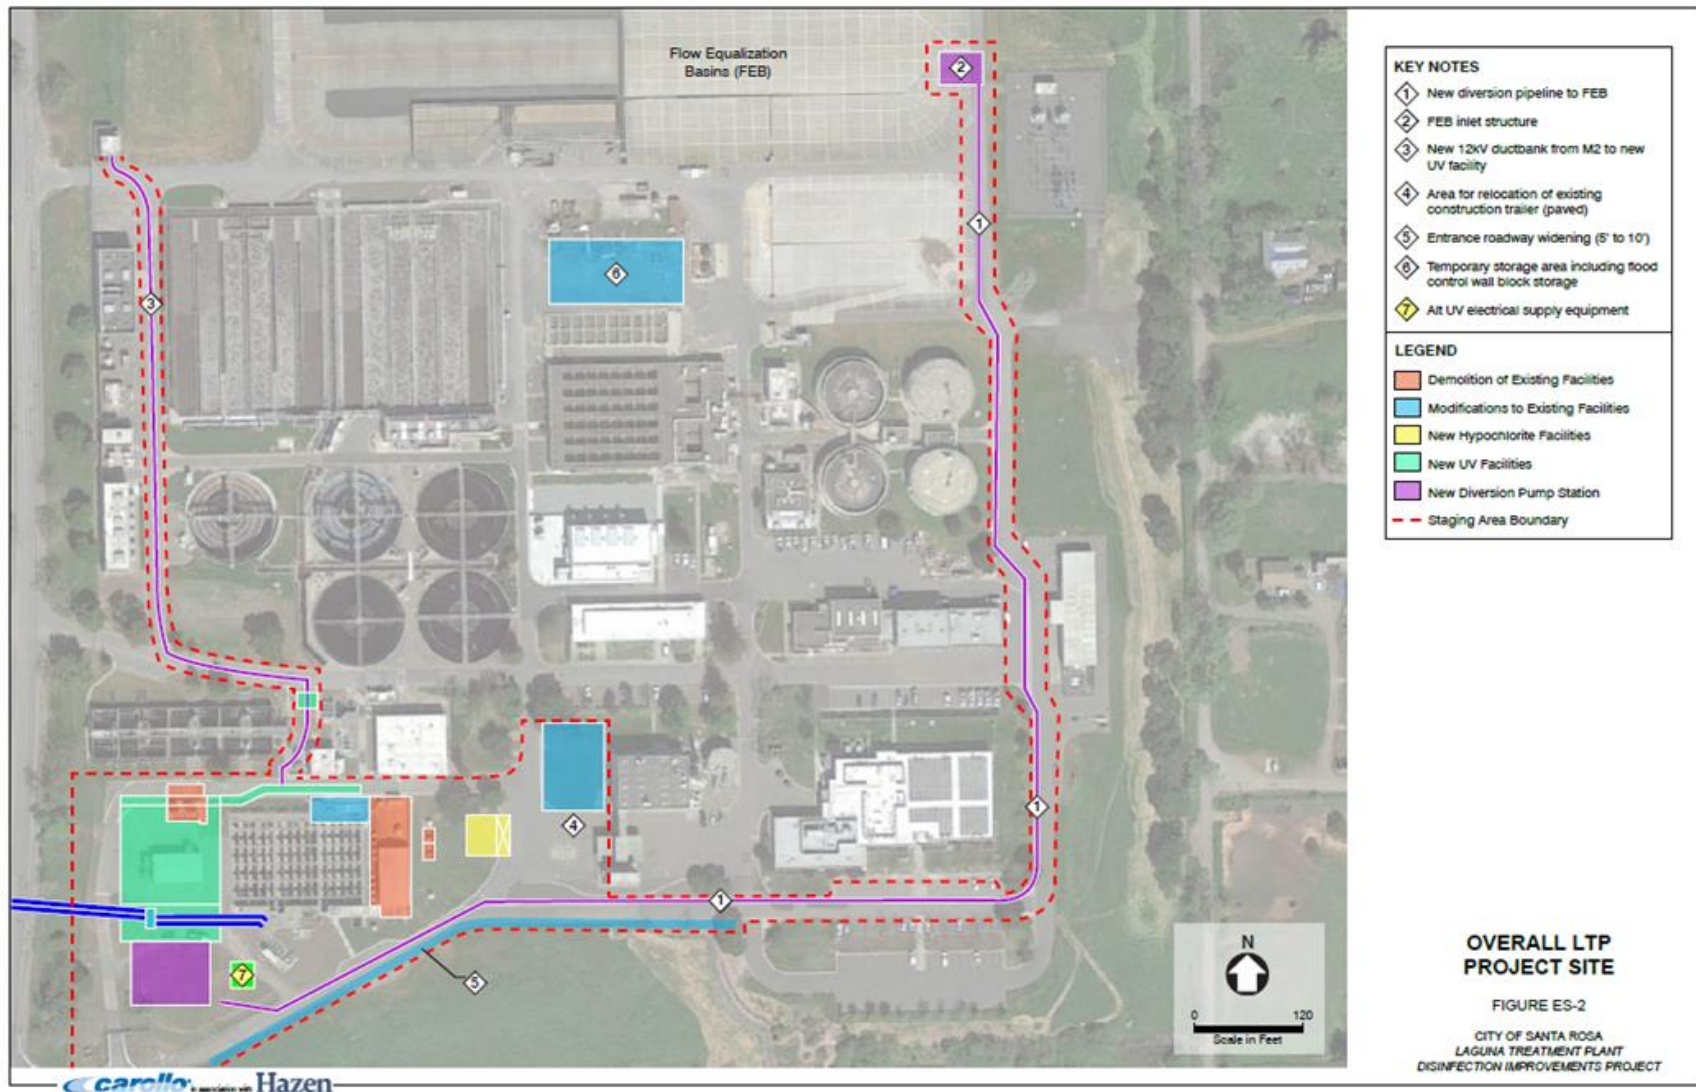 Flow Equalization
Basins (FEB)
2
1
3
6
1
4
1
1
5
7
N
0 120
Scale in Feet
KEY NOTES
1 New diversion pipeline to FEB
2 FEB inlet structure
3 New 12kV ductbank from M2 to new
UV facility
4 Area for relocation of existing
construction trailer (paved)
5 Entrance roadway widening (5' to 10')
6 Temporary storage area including flood
control wall block storage
7 Alt UV electrical supply equipment
LEGEND
Demolition of Existing Facilities
Modifications to Existing Facilities
New Hypochlorite Facilities
New UV Facilities
New Diversion Pump Station
Staging Area Boundary
OVERALL LTP
PROJECT SITE
FIGURE ES-2
CITY OF SANTA ROSA
LAGUNA TREATMENT PLANT
DISINFECTION IMPROVEMENTS PROJECT
carollo in association with Hazen